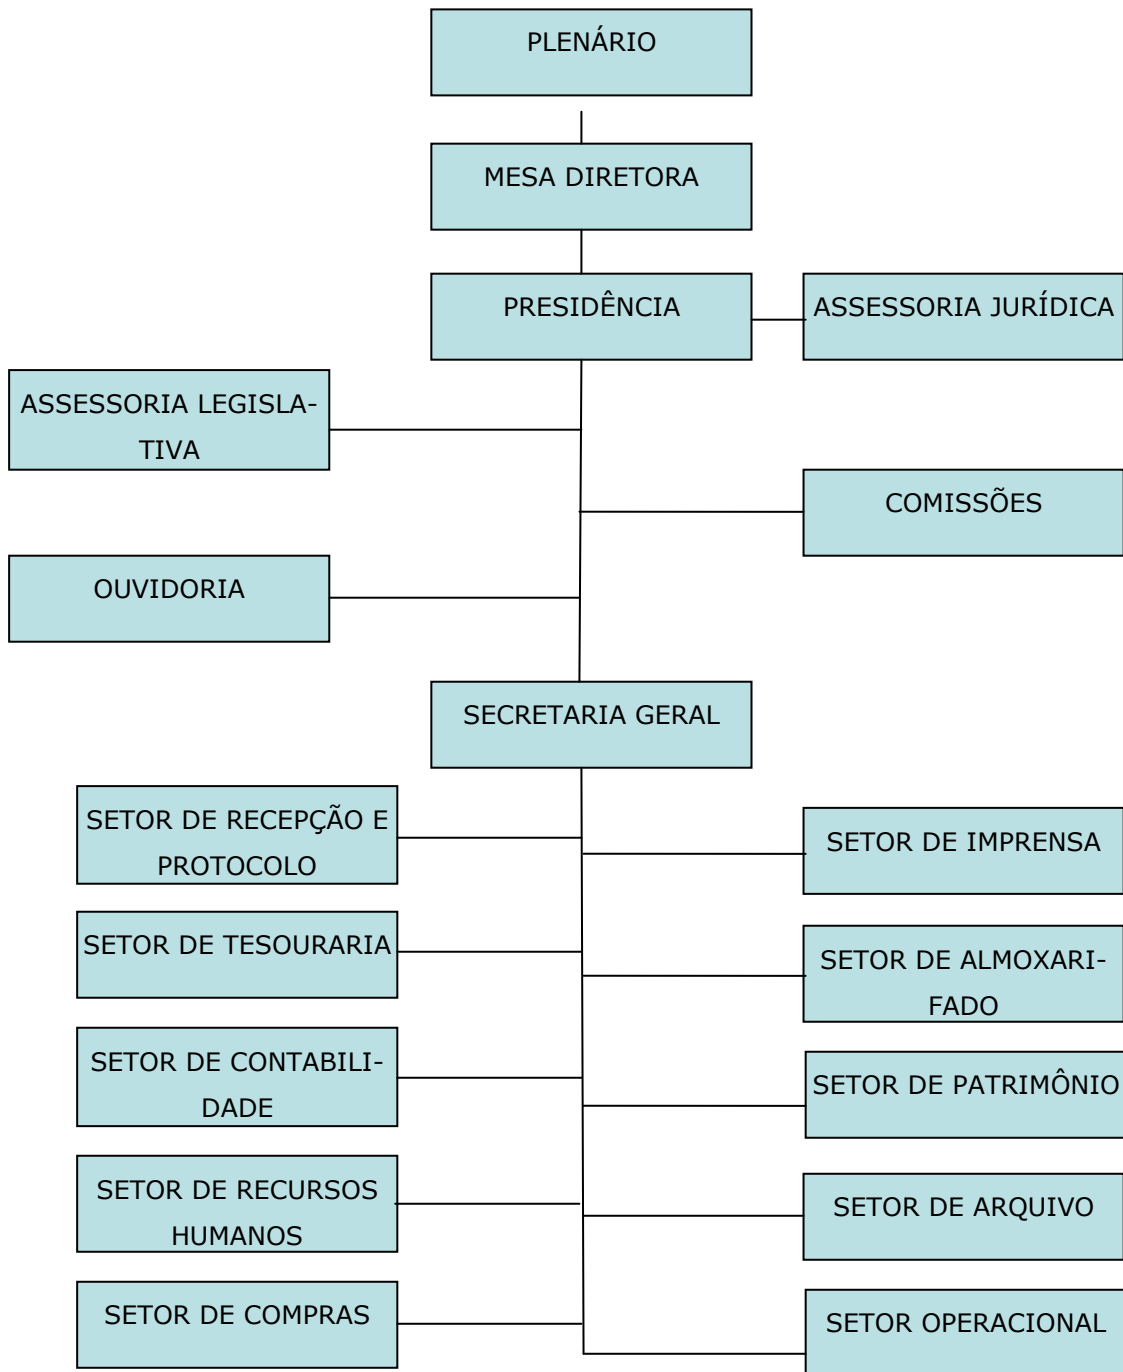 PLENÁRIO
MESA DIRETORA
PRESIDÊNCIA
ASSESSORIA JURÍDICA
ASSESSORIA LEGISLA-
TIVA
COMISSÕES
OUVIDORIA
SECRETARIA GERAL
SETOR DE RECEPÇÃO E
PROTOCOLO
SETOR DE IMPRENSA
SETOR DE TESOURARIA
SETOR DE ALMOXARI-
FADO
SETOR DE CONTABILI-
DADE
SETOR DE PATRIMÔNIO
SETOR DE RECURSOS
HUMANOS
SETOR DE ARQUIVO
SETOR DE COMPRAS
SETOR OPERACIONAL